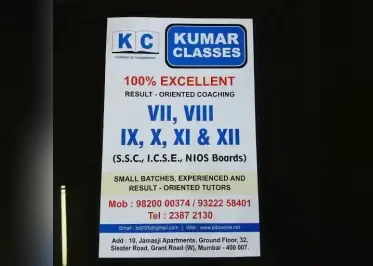 KC
KUMAR
CLASSES
100% EXCELLENT
RESULT - ORIENTED COACHING
VII, VIII
IX, X, XI & XII
(S.S.C., I.C.S.E., NIOS Boards)
SMALL BATCHES, EXPERIENCED AND
RESULT - ORIENTED TUTORS
Mob : 98200 00374 / 93222 58401
Tel : 2387 2130
Add : 10, Jamasji Apartments, Ground Floor, 32,
Sleater Road, Grant Road (W), Mumbai - 400 007.